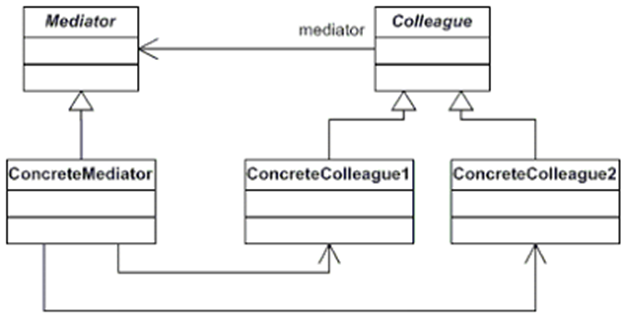 Mediator
mediator
Colleague
ConcreteMediator
ConcreteColleague1
ConcreteColleague2